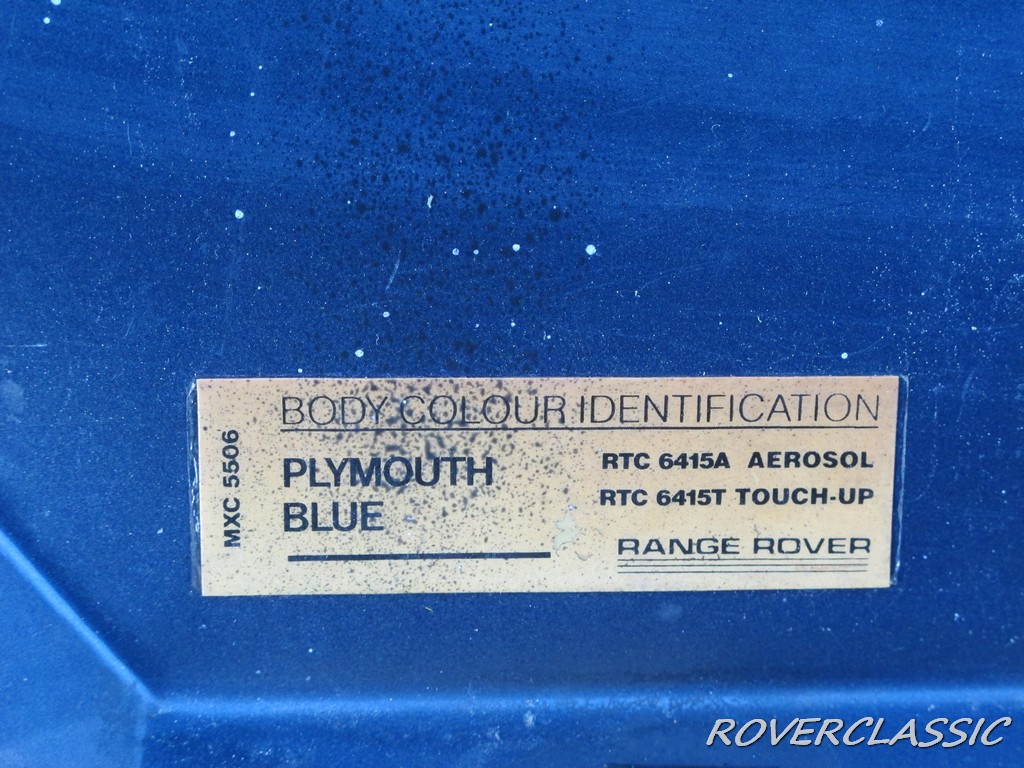 BODY COLOUR IDENTIFICATION
MXC 5506
PLYMOUTH
BLUE
RTC 6415A AEROSOL
RTC 6415T TOUCH-UP
RANGE ROVER
ROVERCLASSIC